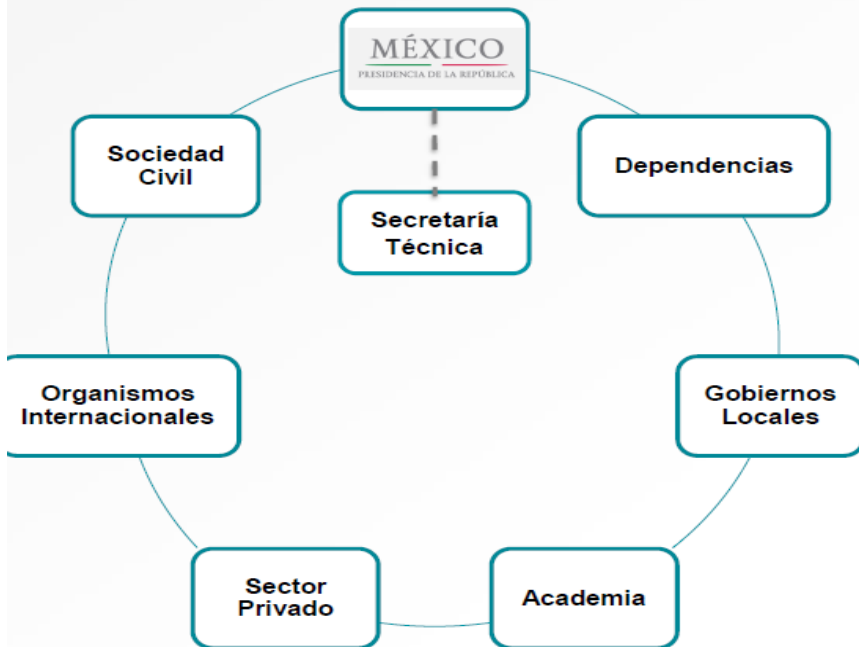 MÉXICO
PRESIDENCIA DE LA REPÚBLICA
Sociedad
Civil
Dependencias
Secretaría
Técnica
Organismos
Internacionales
Gobiernos
Locales
Sector
Privado
Academia